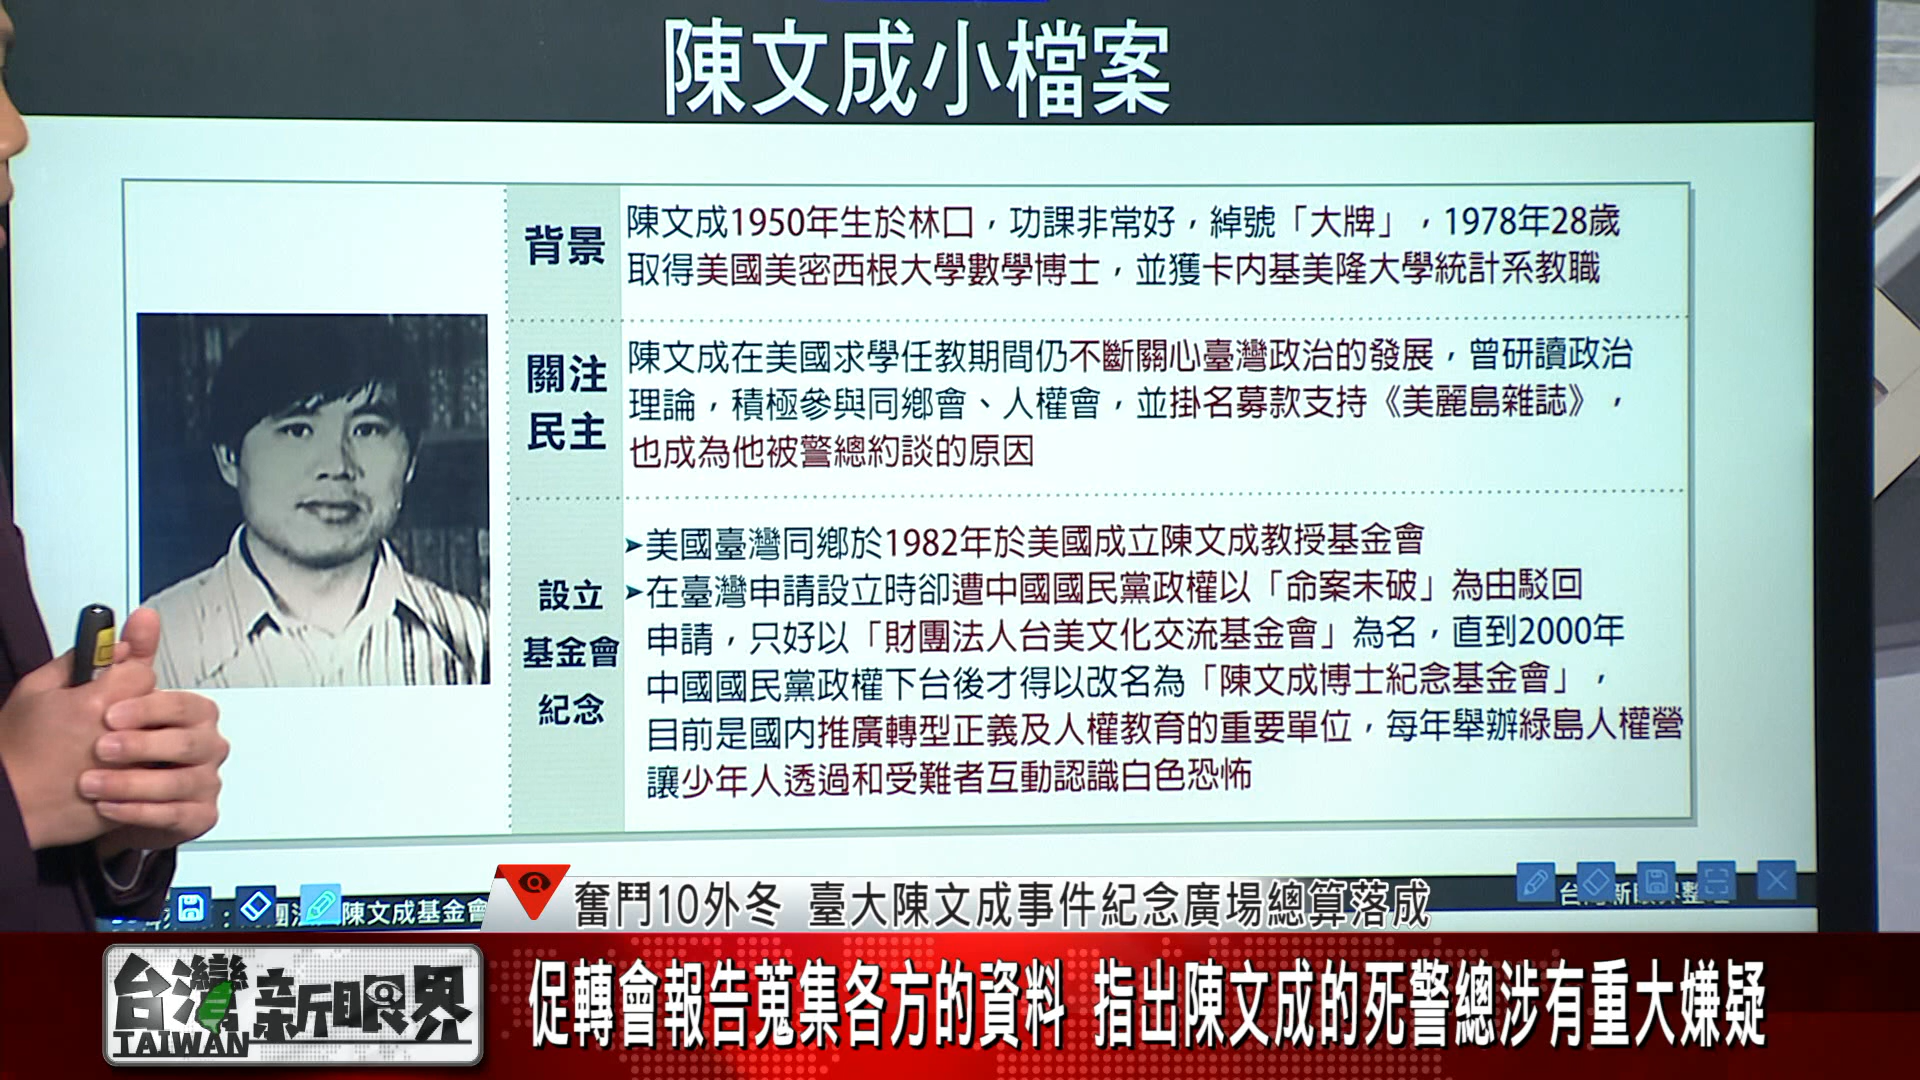 陳文成小檔案
背景
陳文成1950年生於林口，功課非常好，綽號「大牌」，1978年28歲
取得美國美密西根大學數學博士，並獲卡內基美隆大學統計系教職
關注
民主
陳文成在美國求學任教期間仍不斷關心臺灣政治的發展，曾研讀政治
理論，積極參與同鄉會、人權會，並掛名募款支持《美麗島雜誌》，
也成為他被警總約談的原因
設立
基金會
紀念
➤美國臺灣同鄉於1982年於美國成立陳文成教授基金會
➤在臺灣申請設立時卻遭中國國民黨政權以「命案未破」為由駁回
申請，只好以「財團法人台美文化交流基金會」為名，直到2000年
中國國民黨政權下台後才得以改名為「陳文成博士紀念基金會」，
目前是國內推廣轉型正義及人權教育的重要單位，每年舉辦綠島人權營
讓少年人透過和受難者互動認識白色恐怖
陳文成基金會
奮鬥10外冬 臺大陳文成事件紀念廣場總算落成
台灣新眼界
TAIWAN
促轉會報告蒐集各方的資料 指出陳文成的死警總涉有重大嫌疑